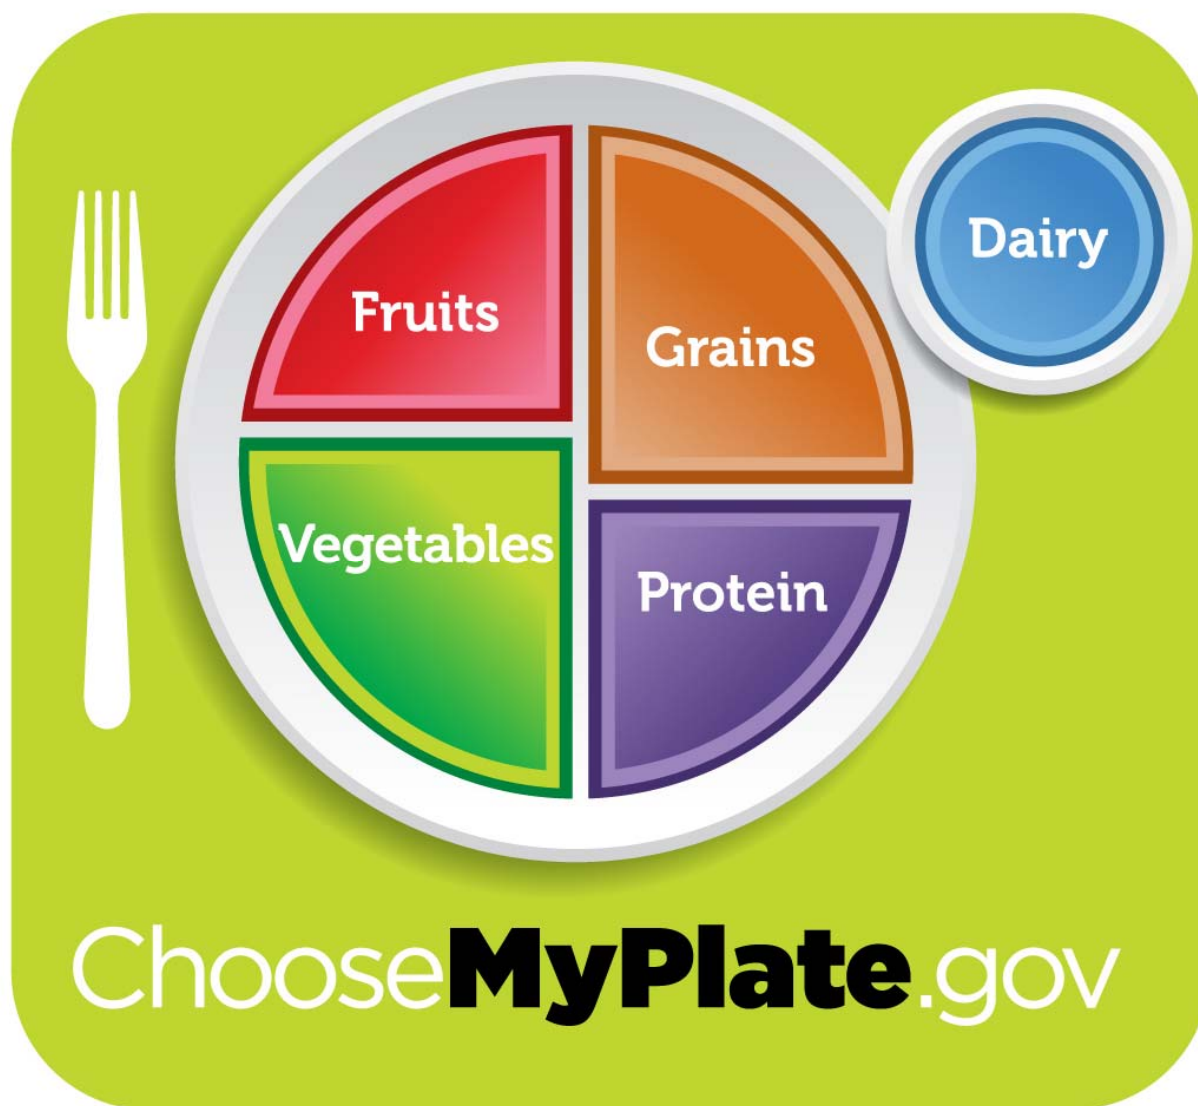 Fruits
Grains
Dairy
Vegetables
Protein
ChooseMyPlate.gov